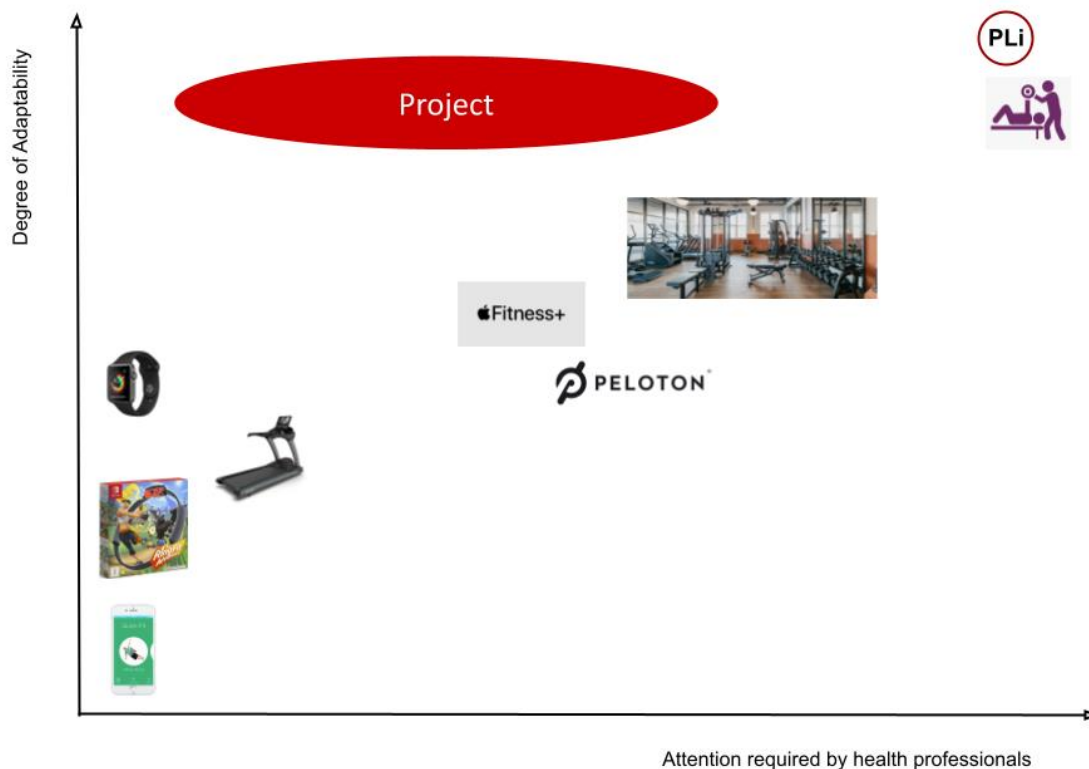 PLi
Degree of Adaptability
Project
Fitness+
PELOTON
Attention required by health professionals